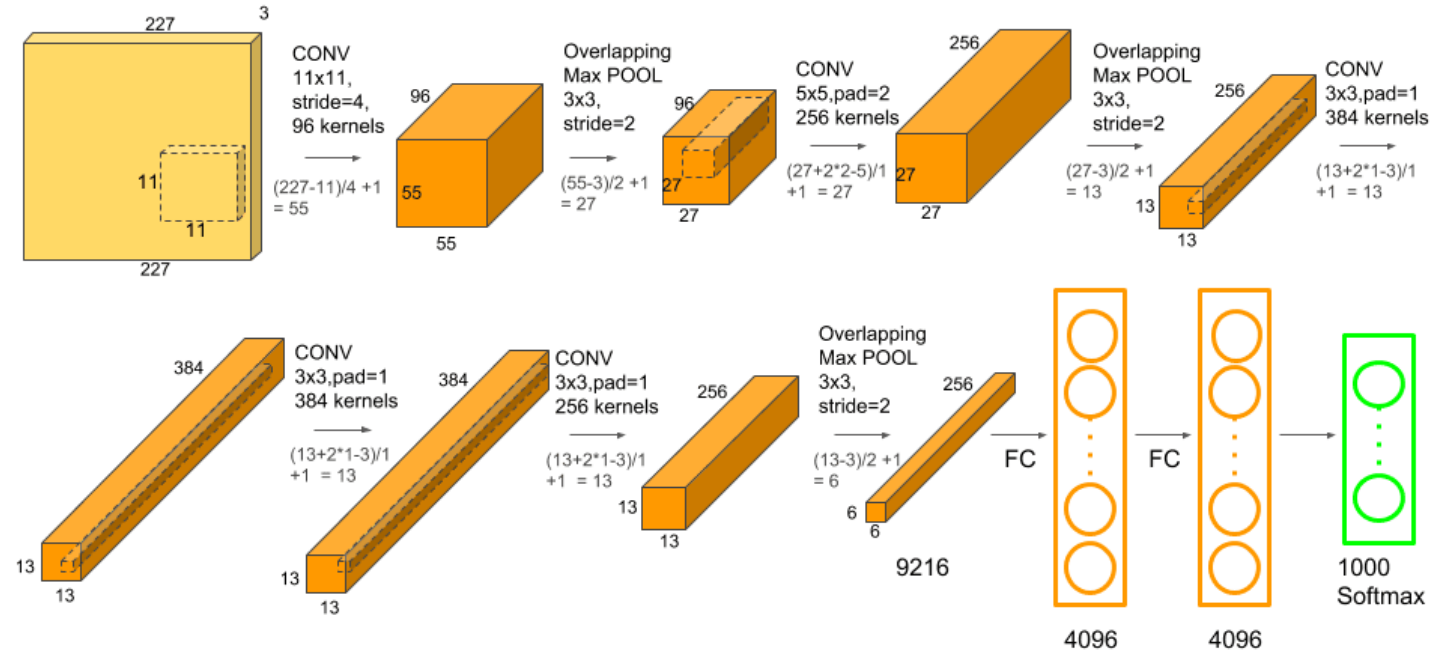 227
3
11
11
227
CONV
11x11,
stride=4,
96 kernels
(227-11)/4 +1
= 55
96
55
55
Overlapping
Max POOL
3x3,
stride=2
(55-3)/2 +1
= 27
96
27
27
CONV
5x5,pad=2
256 kernels
(27+2*2-5)/1
+1 = 27
256
27
27
Overlapping
Max POOL
3x3,
stride=2
(27-3)/2 +1
= 13
256
13
13
CONV
3x3,pad=1
384 kernels
(13+2*1-3)/1
+1 = 13
384
13
13
CONV
3x3,pad=1
384 kernels
(13+2*1-3)/1
+1 = 13
384
13
13
CONV
3x3,pad=1
256 kernels
(13+2*1-3)/1
+1 = 13
256
13
13
Overlapping
Max POOL
3x3,
stride=2
(13-3)/2 +1
= 6
256
6
6
9216
FC
4096
FC
4096
1000
Softmax